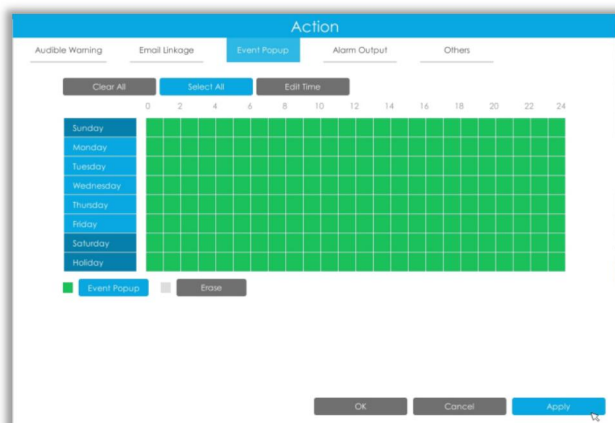 Action
Audible Warning Email Linkage Event Popup Alarm Output Others
Clear All Select All Edit Time
0 2 4 6 8 10 12 14 16 18 20 22 24
Sunday
Monday
Tuesday
Wednesday
Thursday
Friday
Saturday
Holiday
Event Popup Erase
OK Cancel Apply